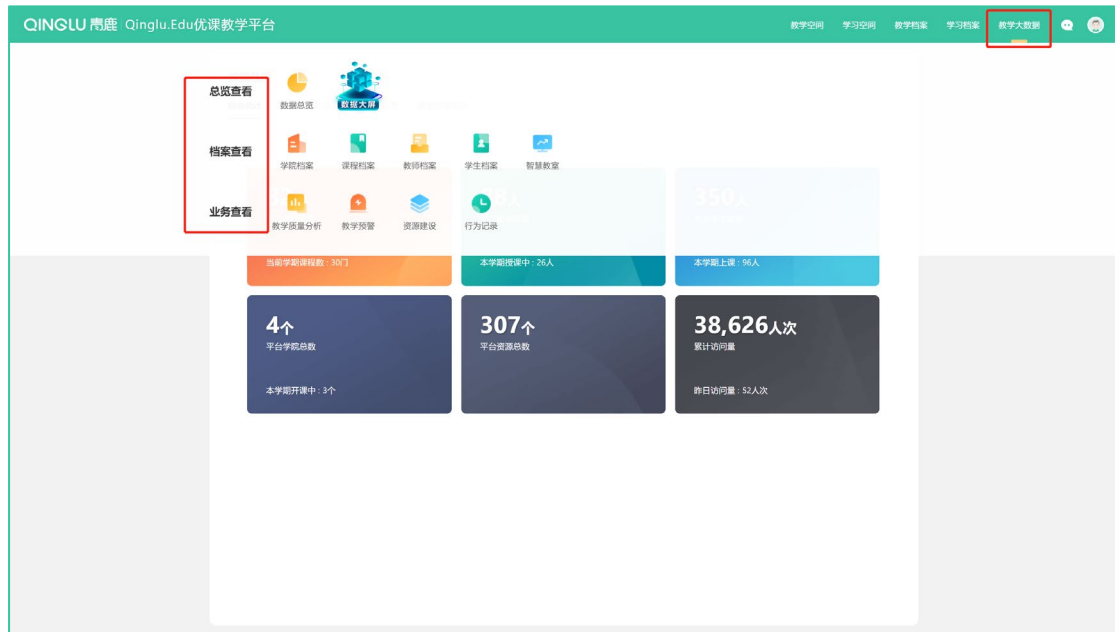 QINGLU 青鹿 Qinglu.Edu优课教学平台
教学空间 学习空间 教学档案 学习档案 教学大数据
总览查看
数据总览 数据大屏
档案查看
学院档案 课程档案 教师档案 学生档案 智慧教室
业务查看
教学质量分析 教学预警 资源建设 行为记录
350人
当前学期课程数：30门
本学期授课中：26人
本学期上课：96人
4个
平台学院总数
本学期开课中：3个
307个
平台资源总数
38,626人次
累计访问量
昨日访问量：52人次